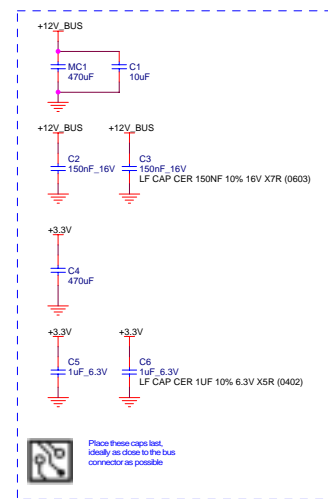 +12V_BUS
MC1
470uF
C1
10uF
+12V_BUS
+12V_BUS
C2
150nF_16V
C3
150nF_16V
LF CAP CER 150NF 10% 16V X7R (0603)
+3.3V
C4
470uF
+3.3V
+3.3V
C5
1uF_6.3V
C6
1uF_6.3V
LF CAP CER 1UF 10% 6.3V X5R (0402)
Place these caps last,
ideally as close to the bus
connector as possible